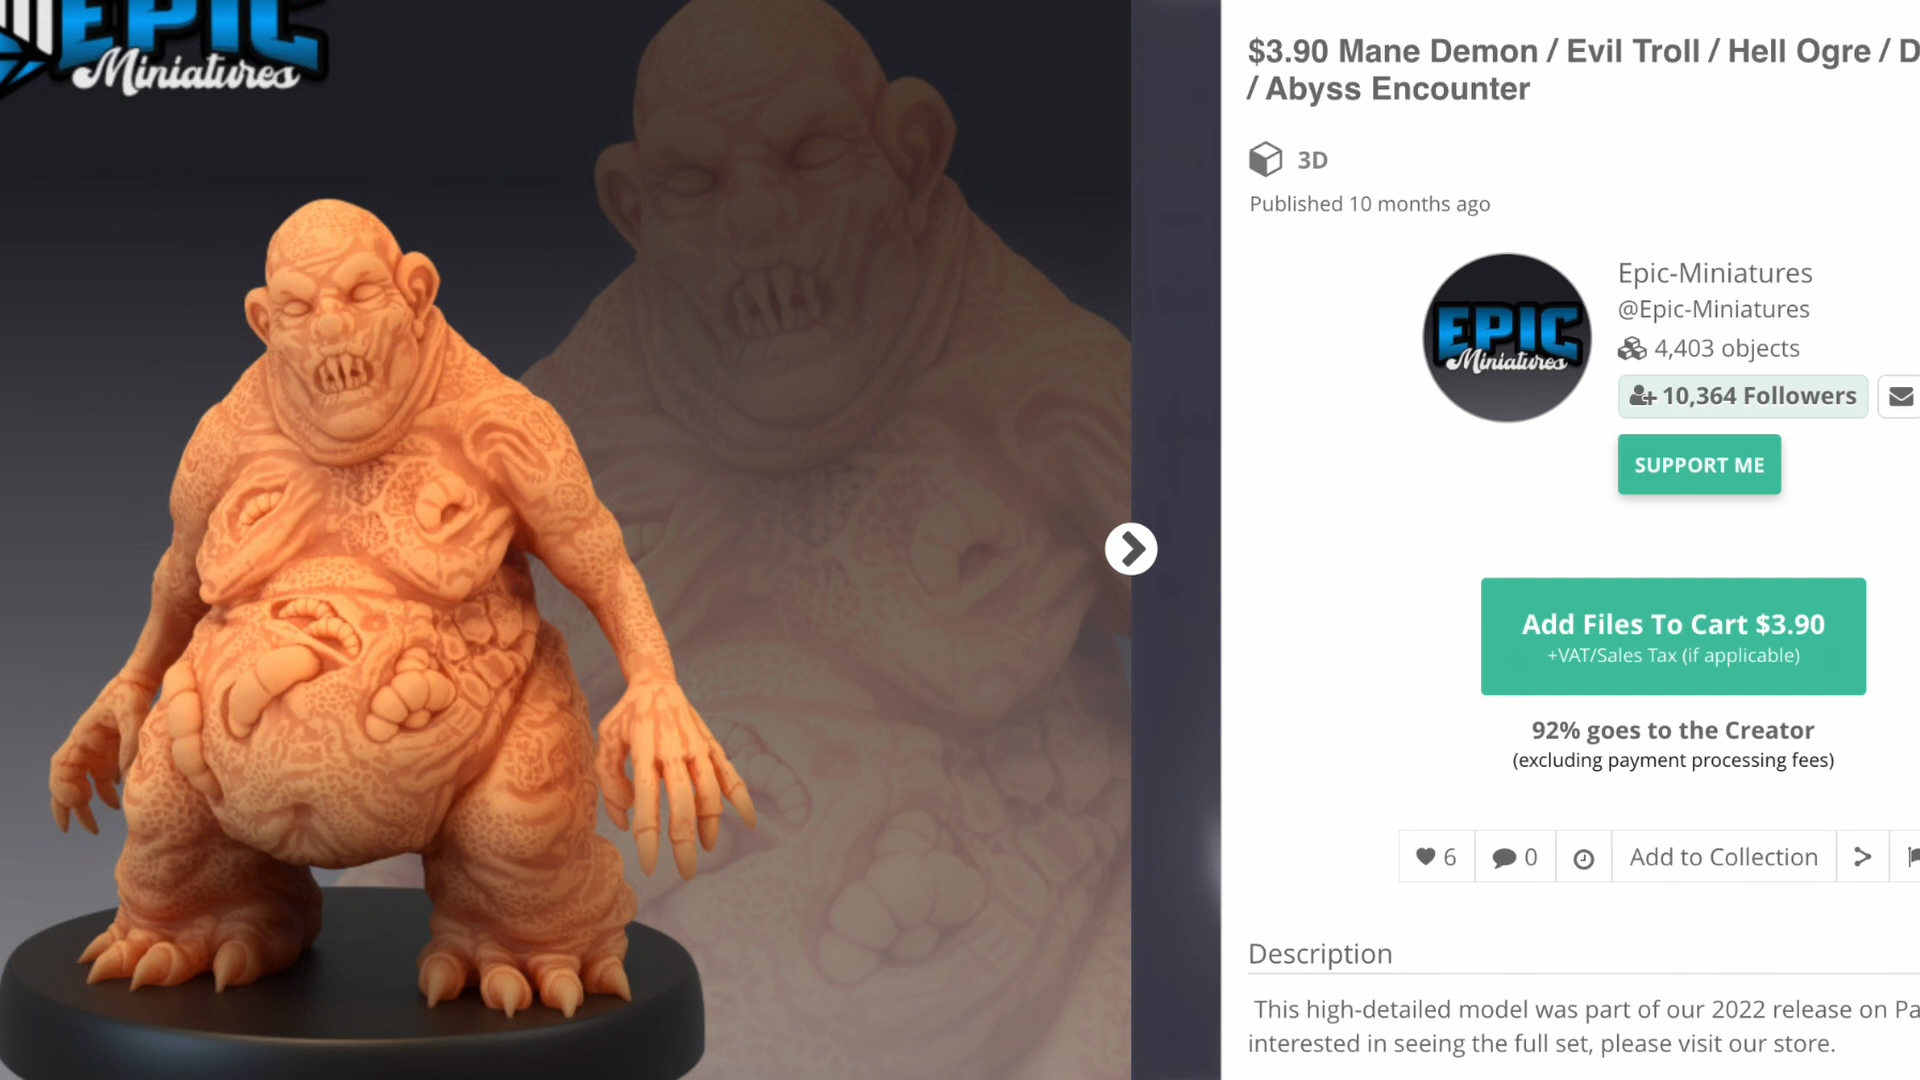 EPIC
Miniatures
$3.90 Mane Demon / Evil Troll / Hell Ogre / D
/ Abyss Encounter
3D
Published 10 months ago
EPIC
Miniatures
Epic-Miniatures
@Epic-Miniatures
4,403 objects
10,364 Followers
SUPPORT ME
Add Files To Cart $3.90
+VAT/Sales Tax (if applicable)
92% goes to the Creator
(excluding payment processing fees)
6
0
Add to Collection
Description
This high-detailed model was part of our 2022 release on Pa
interested in seeing the full set, please visit our store.